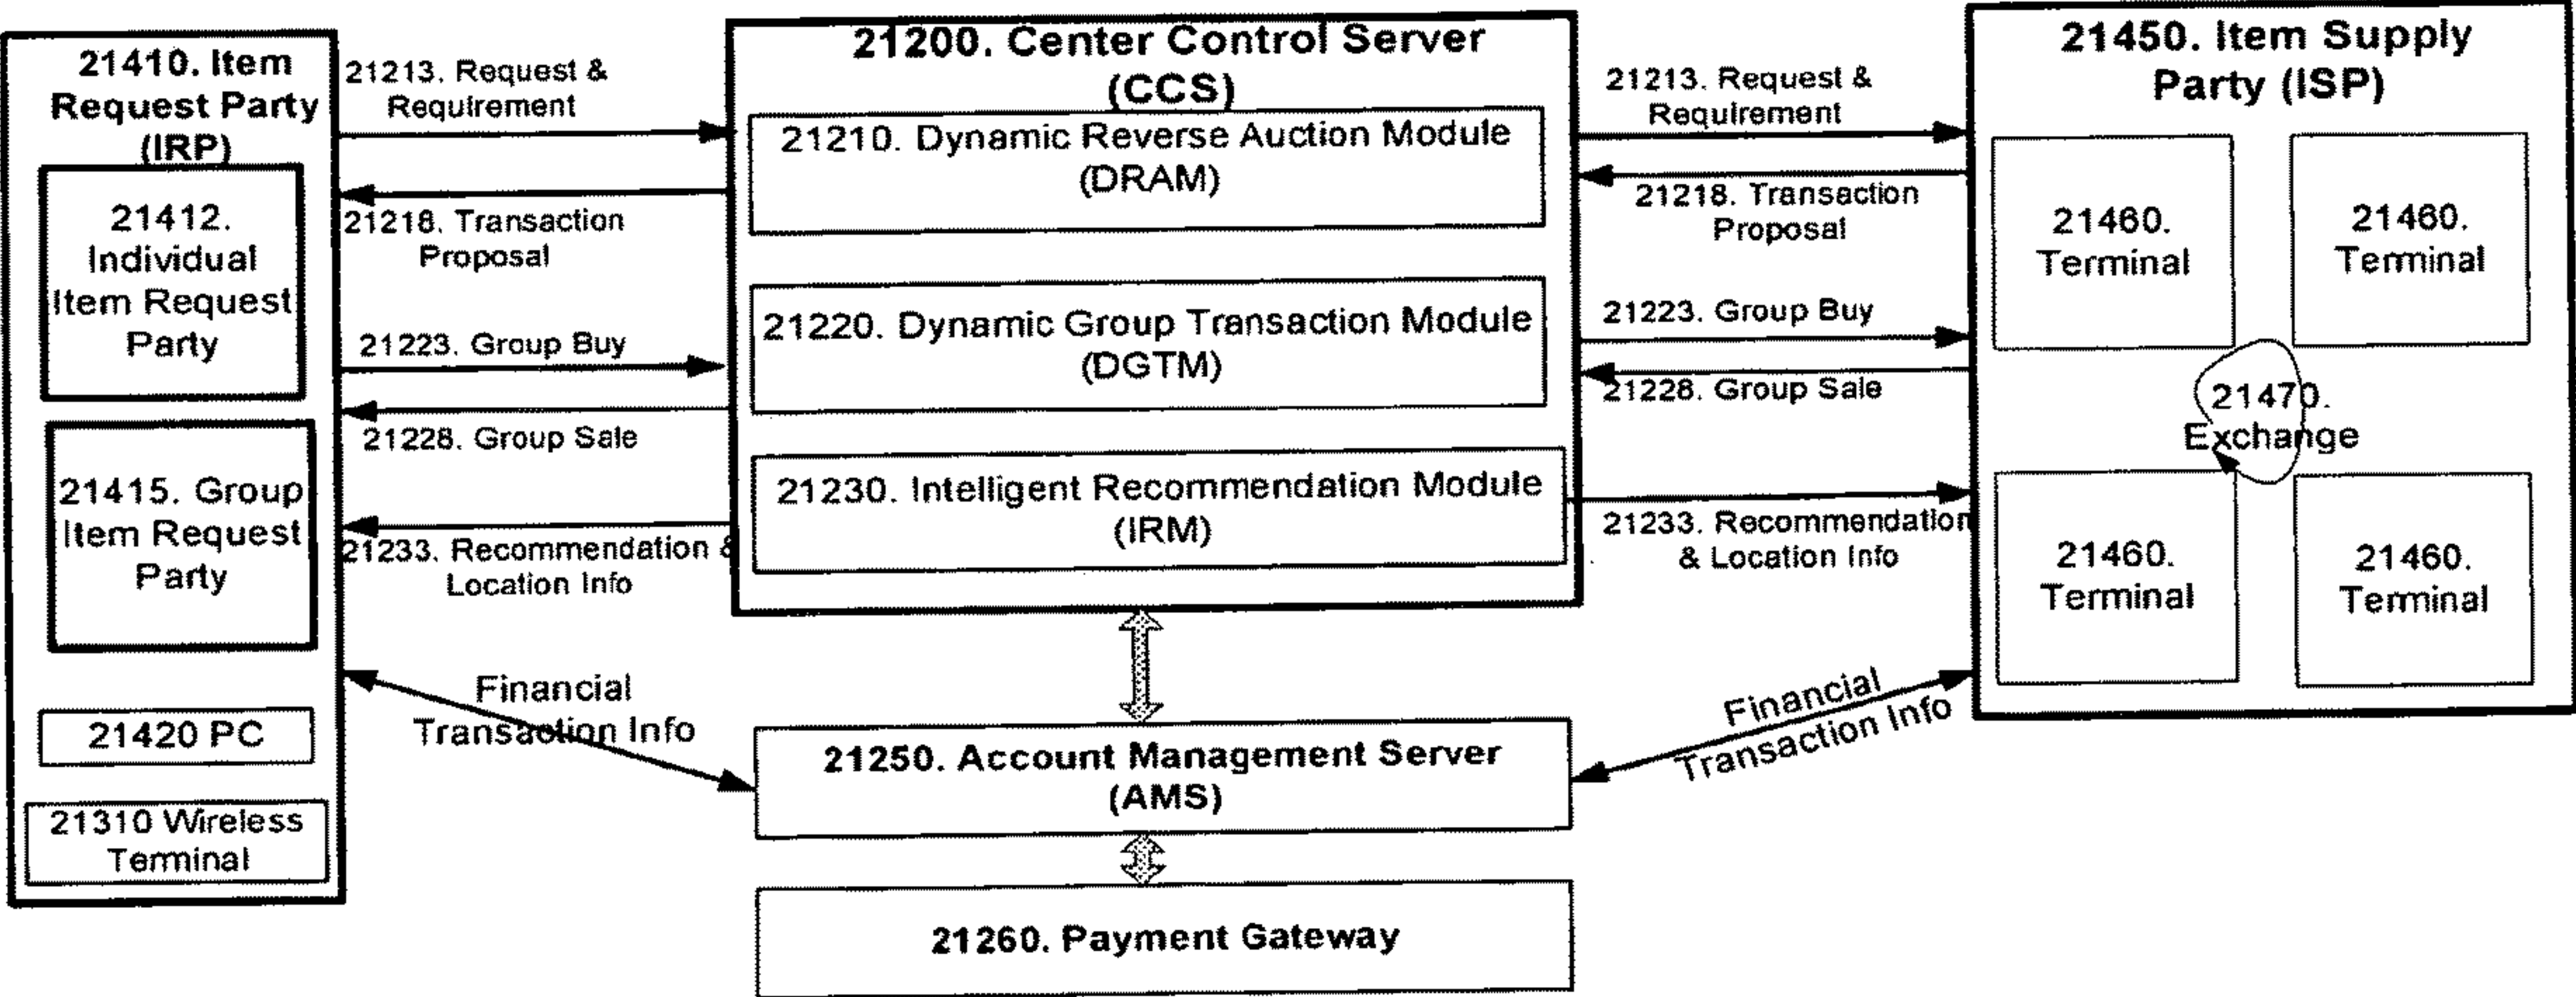 21410. Item
Request Party
(IRP)
21412.
Individual
Item Request
Party
21415. Group
Item Request
Party
21420 PC
21310 Wireless
Terminal
21213. Request &
Requirement
21218. Transaction
Proposal
21223. Group Buy
21228. Group Sale
21233. Recommendation &
Location Info
Financial
Transaction Info
21200. Center Control Server
(CCS)
21210. Dynamic Reverse Auction Module
(DRAM)
21220. Dynamic Group Transaction Module
(DGTM)
21230. Intelligent Recommendation Module
(IRM)
21250. Account Management Server
(AMS)
21260. Payment Gateway
21213. Request &
Requirement
21218. Transaction
Proposal
21223. Group Buy
21228. Group Sale
21233. Recommendation
& Location Info
Financial
Transaction Info
21450. Item Supply
Party (ISP)
21460.
Terminal
21460.
Terminal
21470.
Exchange
21460.
Terminal
21460.
Terminal